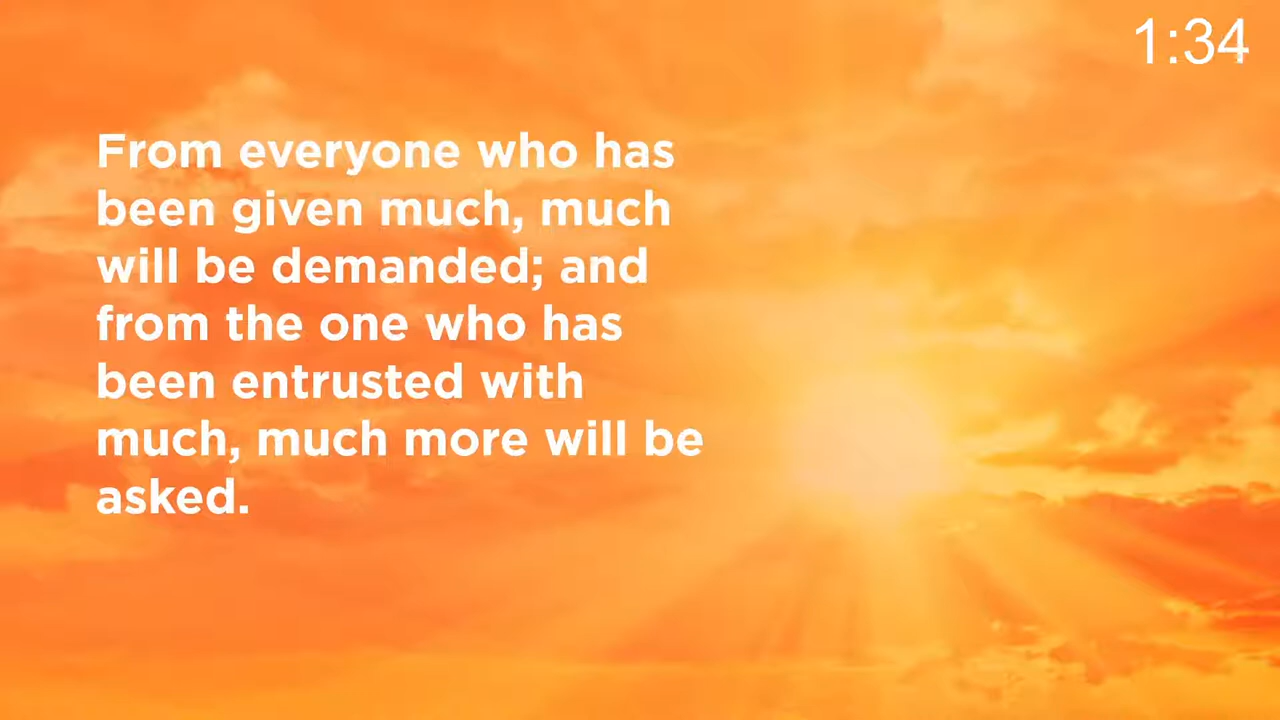 1:34
From everyone who has
been given much, much
will be demanded; and
from the one who has
been entrusted with
much, much more will be
asked.